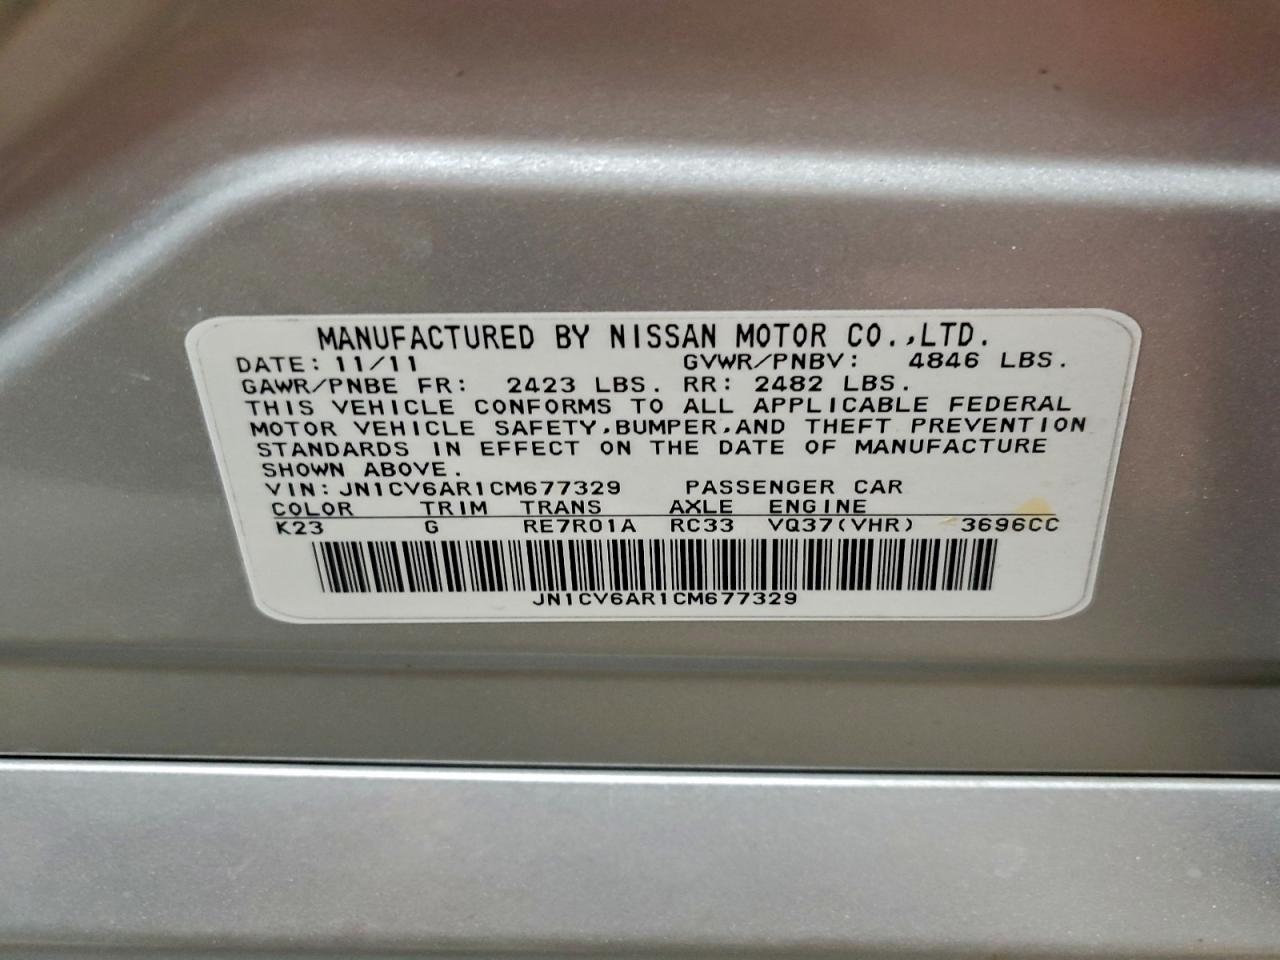 MANUFACTURED BY NISSAN MOTOR CO.,LTD.
DATE: 11/11 GVWR/PNBV: 4846 LBS.
GAWR/PNBE FR: 2423 LBS. RR: 2482 LBS.
THIS VEHICLE CONFORMS TO ALL APPLICABLE FEDERAL
MOTOR VEHICLE SAFETY,BUMPER,AND THEFT PREVENTION
STANDARDS IN EFFECT ON THE DATE OF MANUFACTURE
SHOWN ABOVE.
VIN: JN1CV6AR1CM677329 PASSENGER CAR
COLOR TRIM TRANS AXLE ENGINE
K23 G RE7R01A RC33 VQ37(VHR) 3696CC
JN1CV6AR1CM677329